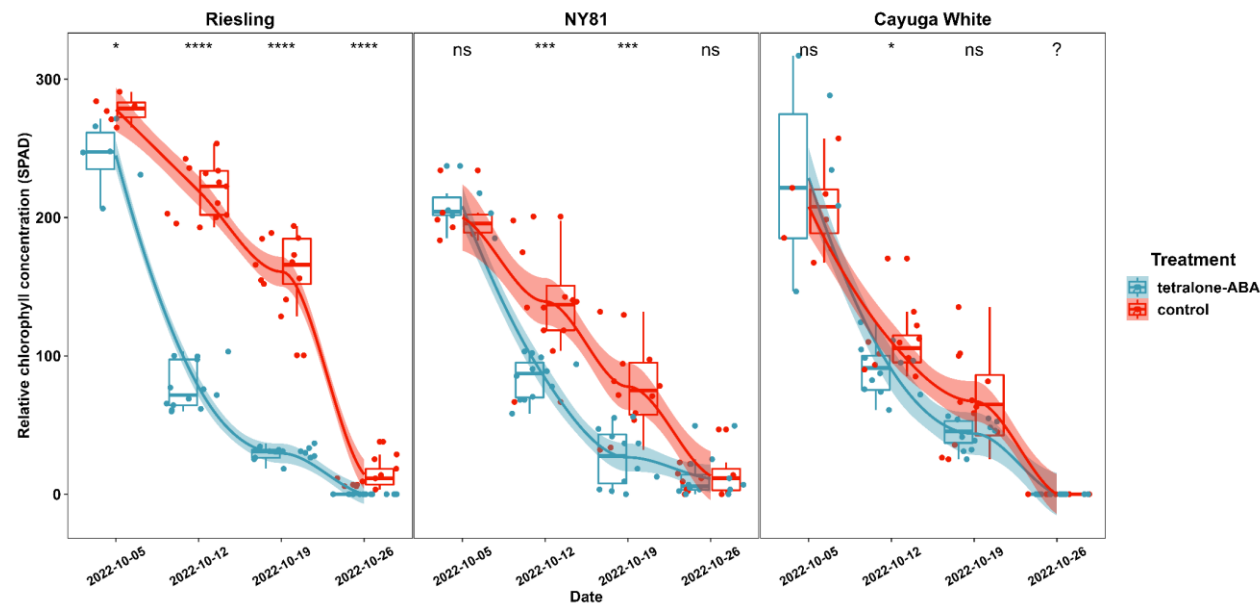 Riesling
NY81
Cayuga White
* **** **** ****
ns *** *** ns
ns * ns ?
Relative chlorophyll concentration (SPAD)
300
200
100
0
Treatment
tetralone-ABA
control
2022-10-05 2022-10-12 2022-10-19 2022-10-26
2022-10-05 2022-10-12 2022-10-19 2022-10-26
2022-10-05 2022-10-12 2022-10-19 2022-10-26
Date